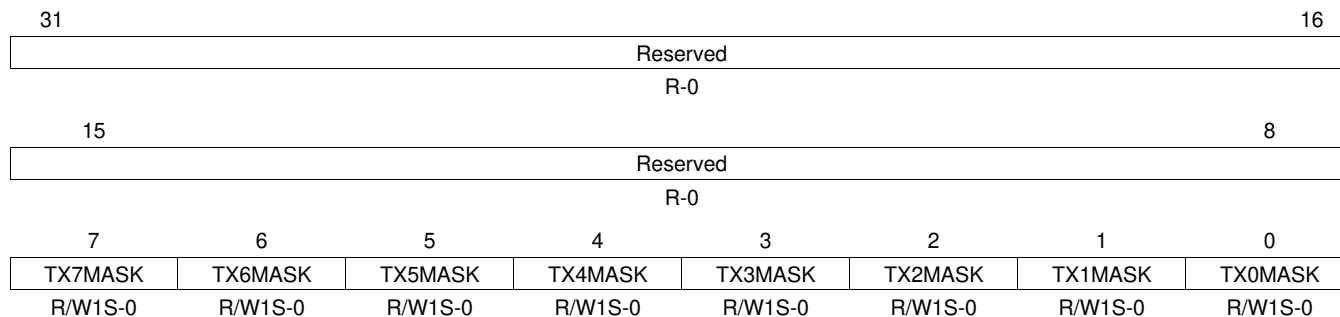 31 16
Reserved
R-0
15 8
Reserved
R-0
7 6 5 4 3 2 1 0
TX7MASK TX6MASK TX5MASK TX4MASK TX3MASK TX2MASK TX1MASK TX0MASK
R/W1S-0 R/W1S-0 R/W1S-0 R/W1S-0 R/W1S-0 R/W1S-0 R/W1S-0 R/W1S-0